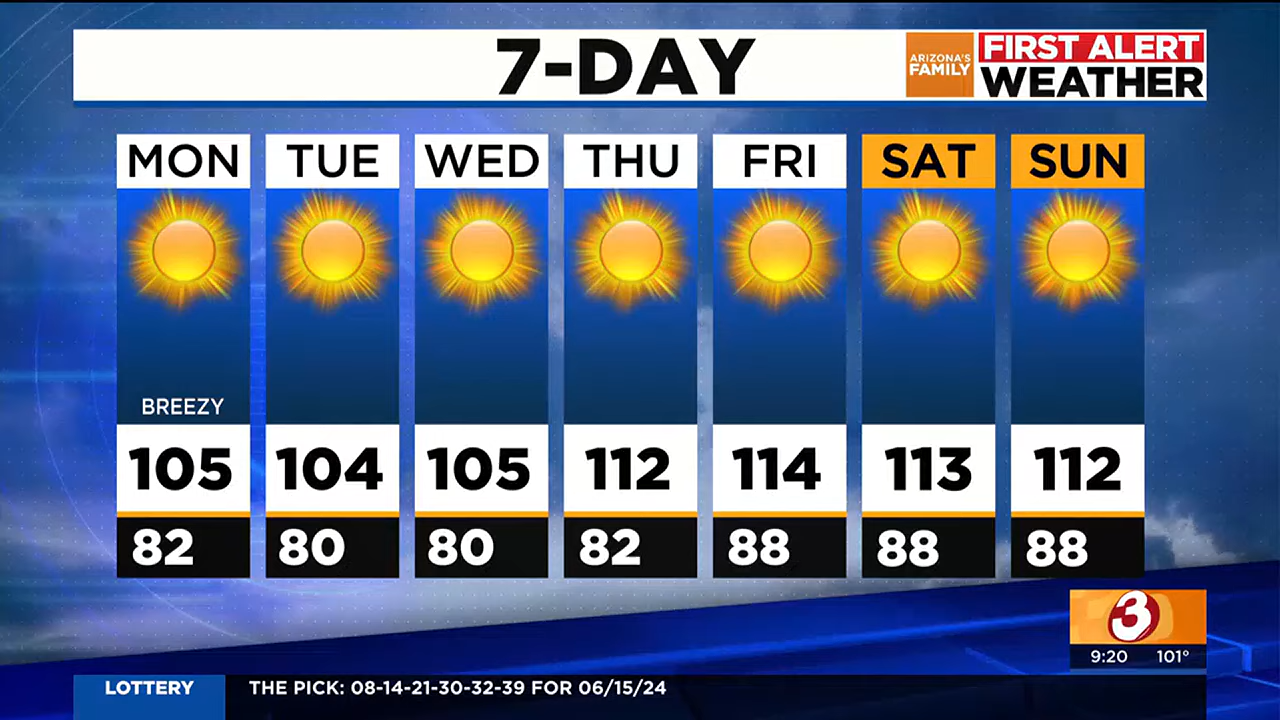 7-DAY
ARIZONA'S
FAMILY
FIRST ALERT
WEATHER
MON TUE WED THU FRI SAT SUN
BREEZY
105 104 105 112 114 113 112
82 80 80 82 88 88 88
3
9:20 101°
LOTTERY THE PICK: 08-14-21-30-32-39 FOR 06/15/24